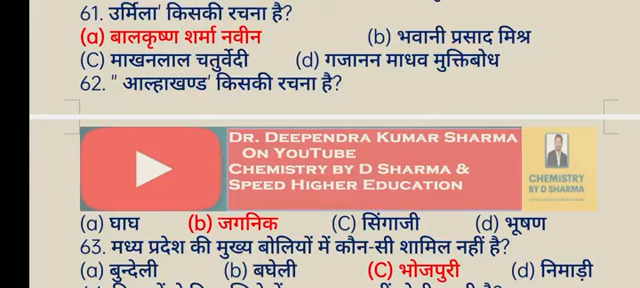 61. उर्मिला' किसकी रचना है?
(a) बालकृष्ण शर्मा नवीन (b) भवानी प्रसाद मिश्र
(C) माखनलाल चतुर्वेदी (d) गजानन माधव मुक्तिबोध
62. " आल्हाखण्ड' किसकी रचना है?
DR. DEEPENDRA KUMAR SHARMA
ON YOUTUBE
CHEMISTRY BY D SHARMA &
SPEED HIGHER EDUCATION
CHEMISTRY
BY D SHARMA
(a) घाघ (b) जगनिक (C) सिंगाजी (d) भूषण
63. मध्य प्रदेश की मुख्य बोलियों में कौन-सी शामिल नहीं है?
(a) बुन्देली (b) बघेली (C) भोजपुरी (d) निमाड़ी